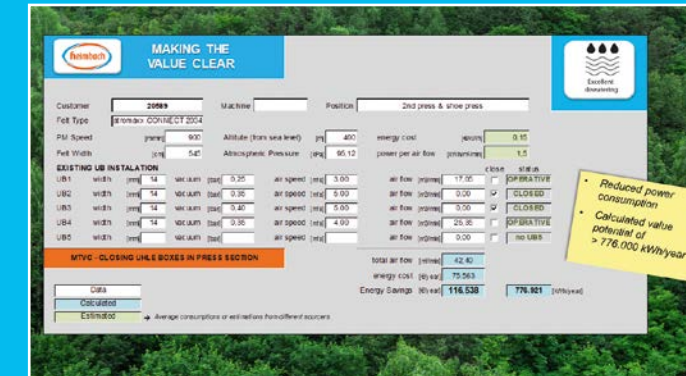 heimbach
MAKING THE
VALUE CLEAR
Excellent
dewatering
Customer 20589 Machine Position 2nd press & shoe press
Felt Type atromaxx CONNECT 2004
PM Speed 900 Altitude (from sea level) 400 energy cost 0,15
Felt Width [cm] 545 Atmospheric Pressure 96,12 power per air flow 1,5
EXISTING UB INSTALATION close status
UB1 width [mm] 14 vacuum [bar] 0,25 air speed [m/s] 3.00 air flow 17,05 OPERATIVE
UB2 width [mm] 14 vacuum [bar] 0,35 air speed [m/s] 5.00 air flow 0,00 CLOSED
UB3 width [mm] 14 vacuum [bar] 0,40 air speed [m/s] 5.00 air flow 0,00 CLOSED
UB4 width [mm] 14 vacuum [bar] 0,35 air speed [m/s] 4.00 air flow 25,35 OPERATIVE
UB5 width [mm] vacuum [bar] air speed [m/s] air flow 0,00 no UB5
MTVC - CLOSING UHLE BOXES IN PRESS SECTION
total air flow 42,40
energy cost 75.563
Energy Savings 116.538 776.921 [kWh/year]
Data
Calculated
Estimated → Average consumptions or estimations from different sourcers
• Reduced power
consumption
• Calculated value
potential of
> 776.000 kWh/year